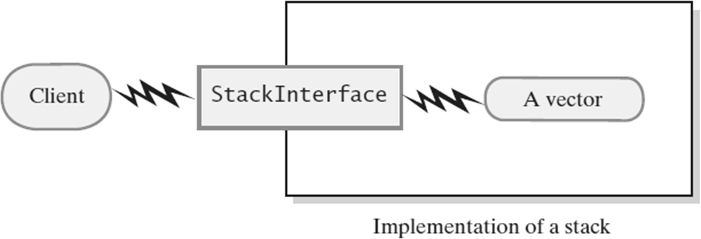 Client
StackInterface
A vector
Implementation of a stack